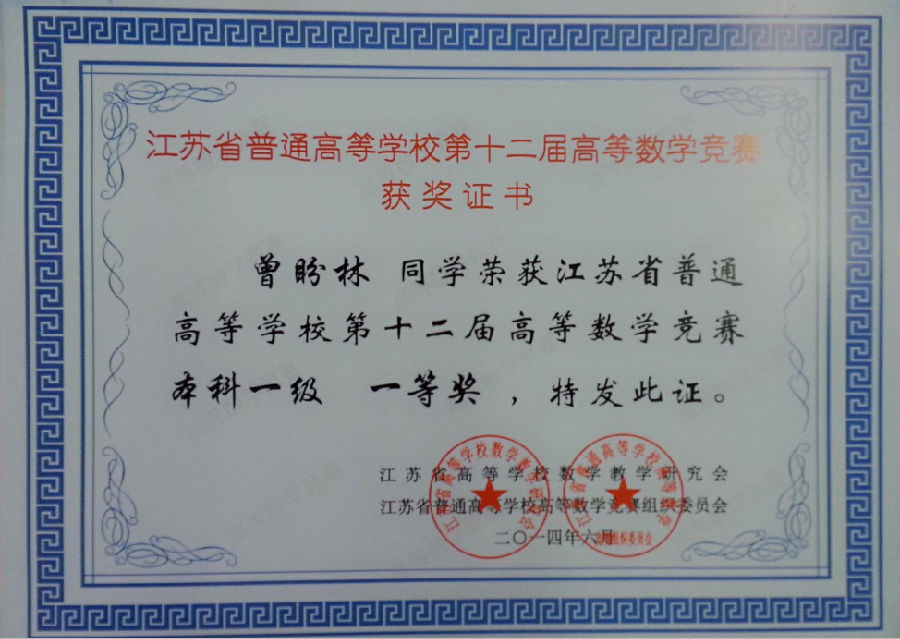 江苏省普通高等学校第十二届高等数学竞赛
获奖证书
曾盼林 同学荣获江苏省普通
高等学校第十二届高等数学竞赛
本科一级 一等奖，特发此证。
江苏省高等学校数学教学研究会
江苏省普通高等学校高等数学竞赛组织委员会
二〇一四年六月